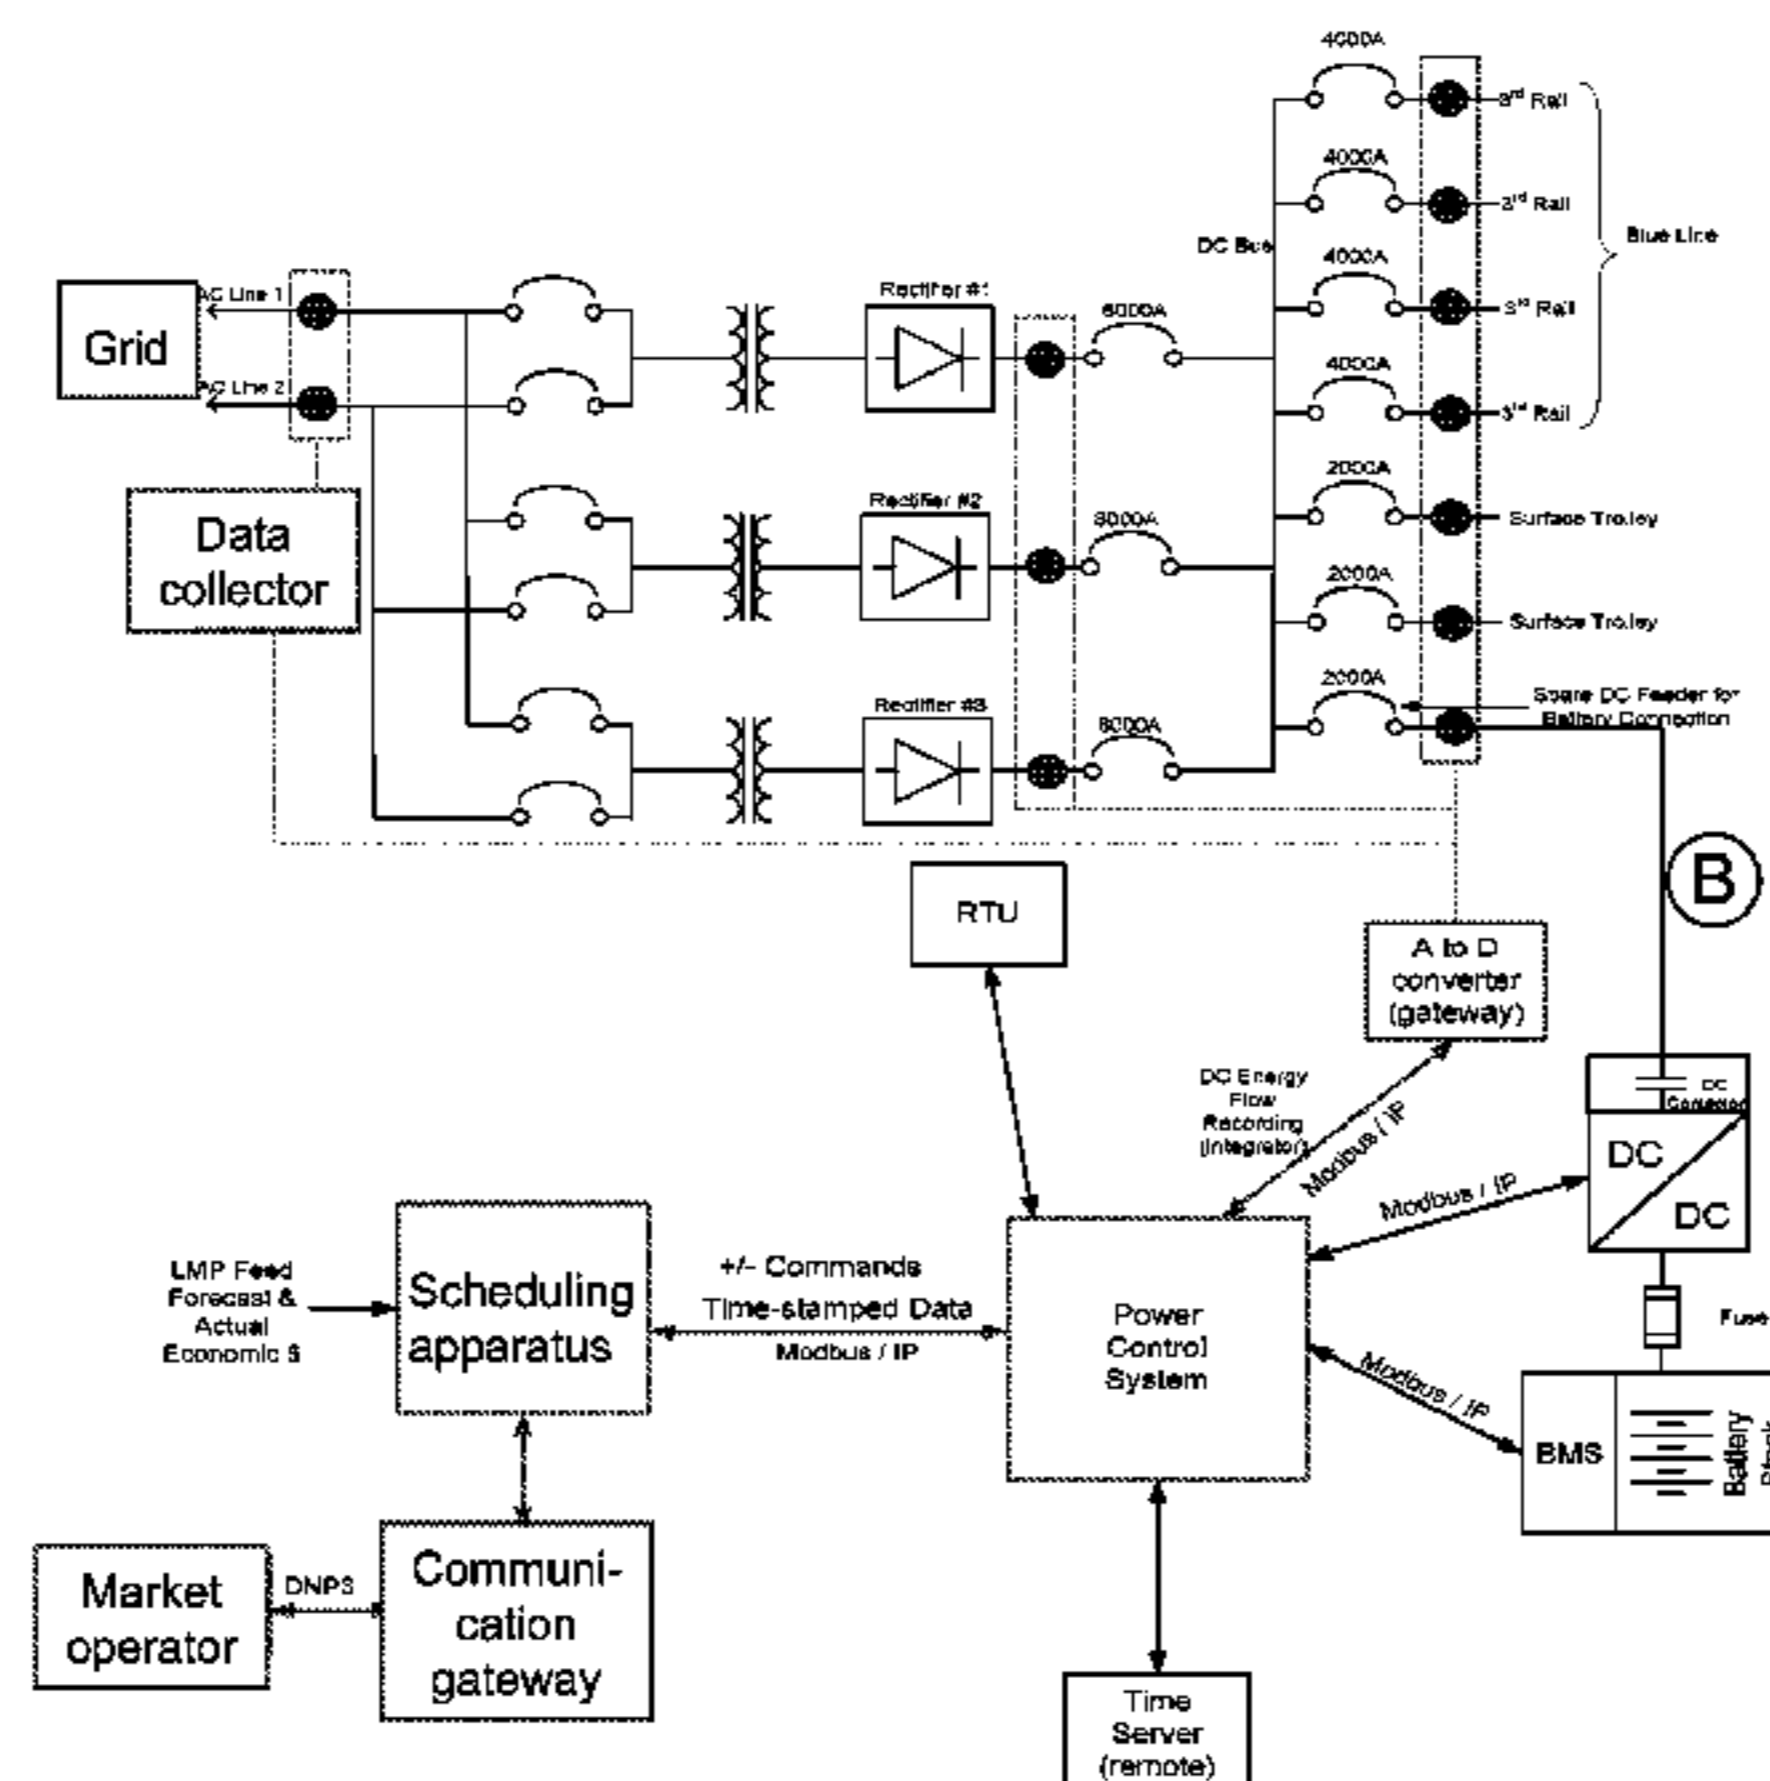 4000A
3rd Rail
4000A
3rd Rail
DC Bus
4000A
Blue Line
3rd Rail
4000A
3rd Rail
AC Line 1
Grid
AC Line 2
Rectifier #1
6000A
2000A
Surface Trolley
Data
collector
Rectifier #2
2000A
Surface Trolley
Rectifier #3
6000A
2000A
Spare DC Feeder for
Battery Connection
B
RTU
A to D
converter
(gateway)
DC Energy
Flow
Recording
(integrator)
Modbus / IP
DC
DC
DC
Modbus / IP
LMP Feed
Forecast &
Actual
Economic $
Scheduling
apparatus
+/- Commands
Time-stamped Data
Modbus / IP
Power
Control
System
Fuse
Modbus / IP
BMS
Battery
Market
operator
DNP3
Communi-
cation
gateway
Time
Server
(remote)